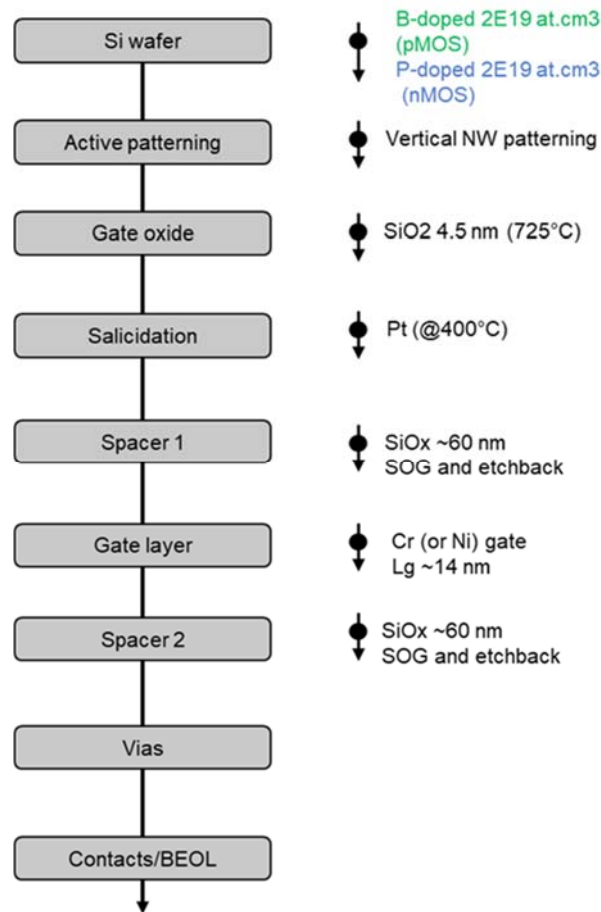 Si wafer
B-doped 2E19 at.cm3
(pMOS)
P-doped 2E19 at.cm3
(nMOS)
Active patterning
Vertical NW patterning
Gate oxide
SiO2 4.5 nm (725°C)
Salicidation
Pt (@400°C)
Spacer 1
SiOx ~60 nm
SOG and etchback
Gate layer
Cr (or Ni) gate
Lg ~14 nm
Spacer 2
SiOx ~60 nm
SOG and etchback
Vias
Contacts/BEOL